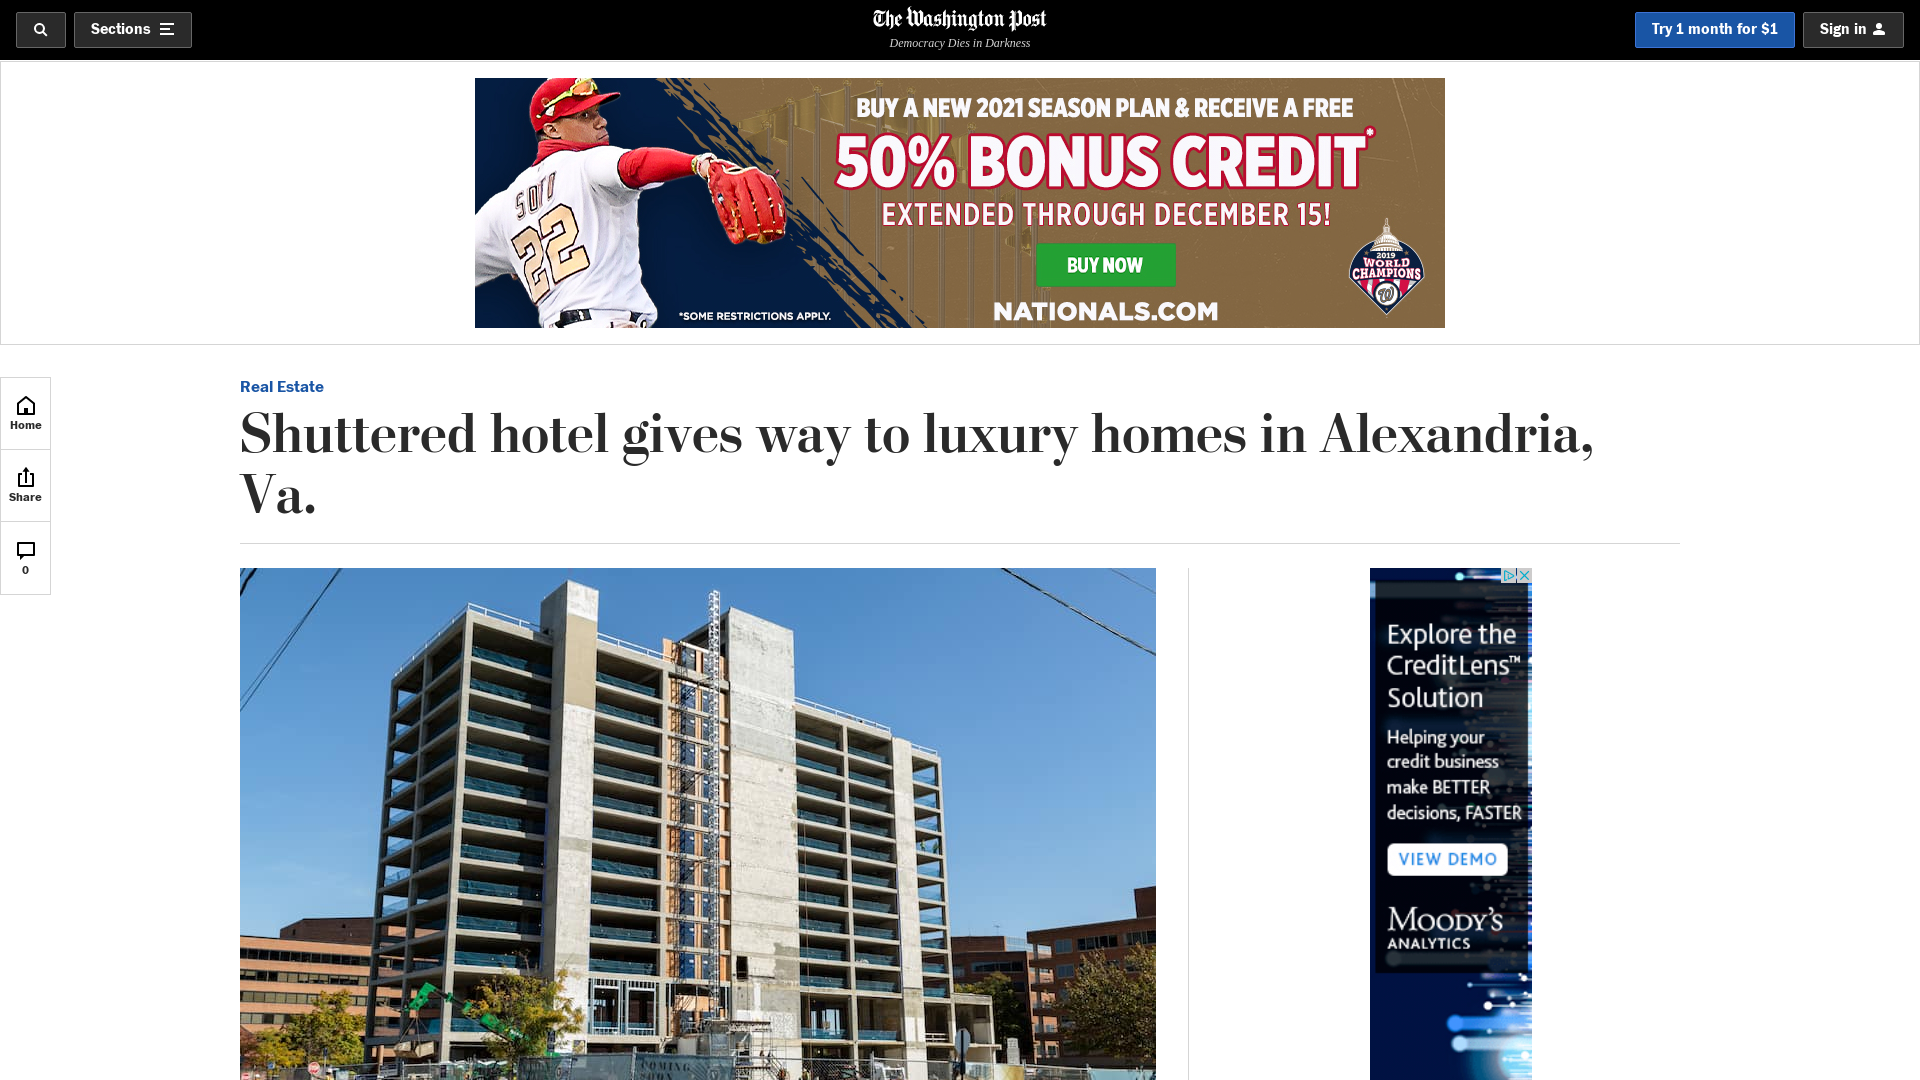 Sections
The Washington Post
Democracy Dies in Darkness
Try 1 month for $1
Sign in
BUY A NEW 2021 SEASON PLAN & RECEIVE A FREE
50% BONUS CREDIT*
EXTENDED THROUGH DECEMBER 15!
BUY NOW
NATIONALS.COM
*SOME RESTRICTIONS APPLY.
22
2019
WORLD
CHAMPIONS
W
Home
Share
0
Real Estate
Shuttered hotel gives way to luxury homes in Alexandria,
Va.
Explore the
CreditLens™
Solution
Helping your
credit business
make BETTER
decisions, FASTER
VIEW DEMO
MOODY'S
ANALYTICS
COMING